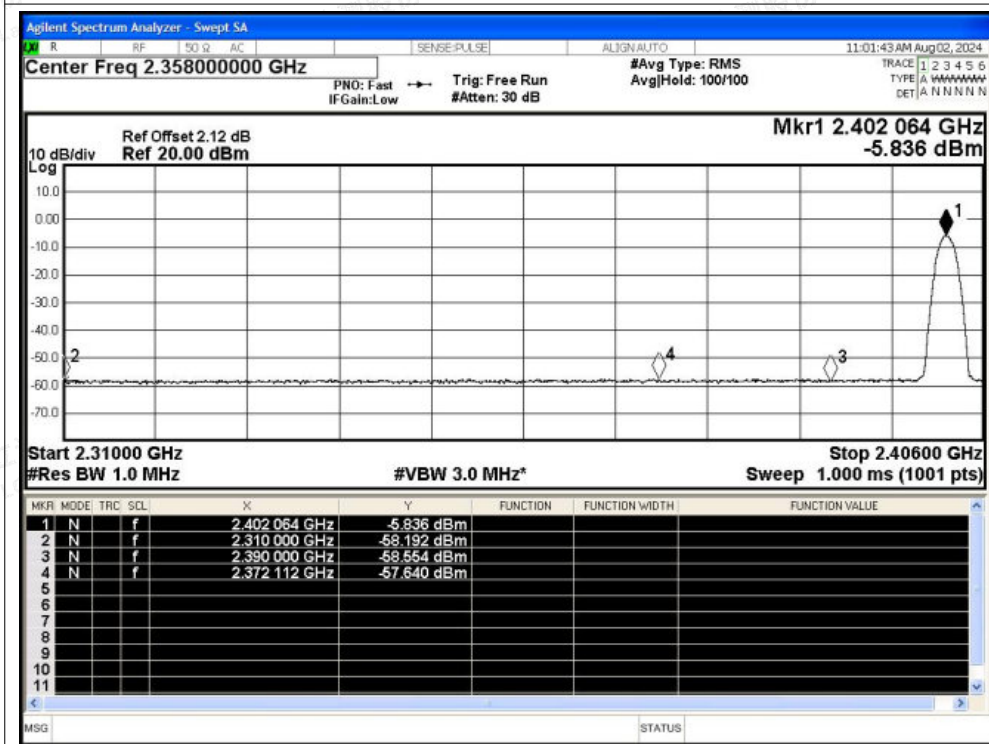 Agilent Spectrum Analyzer - Swept SA
LXI R RF 50 Ω AC SENSE:PULSE ALIGN AUTO 11:01:43 AM Aug 02, 2024
Center Freq 2.358000000 GHz
PNO: Fast
IFGain:Low
Trig: Free Run
#Atten: 30 dB
#Avg Type: RMS
Avg|Hold: 100/100
TRACE 1 2 3 4 5 6
TYPE A WWWWW
DET A N N N N N
Mkr1 2.402 064 GHz
-5.836 dBm
Ref Offset 2.12 dB
10 dB/div Ref 20.00 dBm
Log
10.0
0.00
-10.0
-20.0
-30.0
-40.0
-50.0
-60.0
-70.0
1
2
4
3
Start 2.31000 GHz Stop 2.40600 GHz
#Res BW 1.0 MHz #VBW 3.0 MHz* Sweep 1.000 ms (1001 pts)
MKR MODE TRC SCL X Y FUNCTION FUNCTION WIDTH FUNCTION VALUE
1 N f 2.402 064 GHz -5.836 dBm
2 N f 2.310 000 GHz -58.192 dBm
3 N f 2.390 000 GHz -58.554 dBm
4 N f 2.372 112 GHz -57.640 dBm
5
6
7
8
9
10
11
MSG STATUS